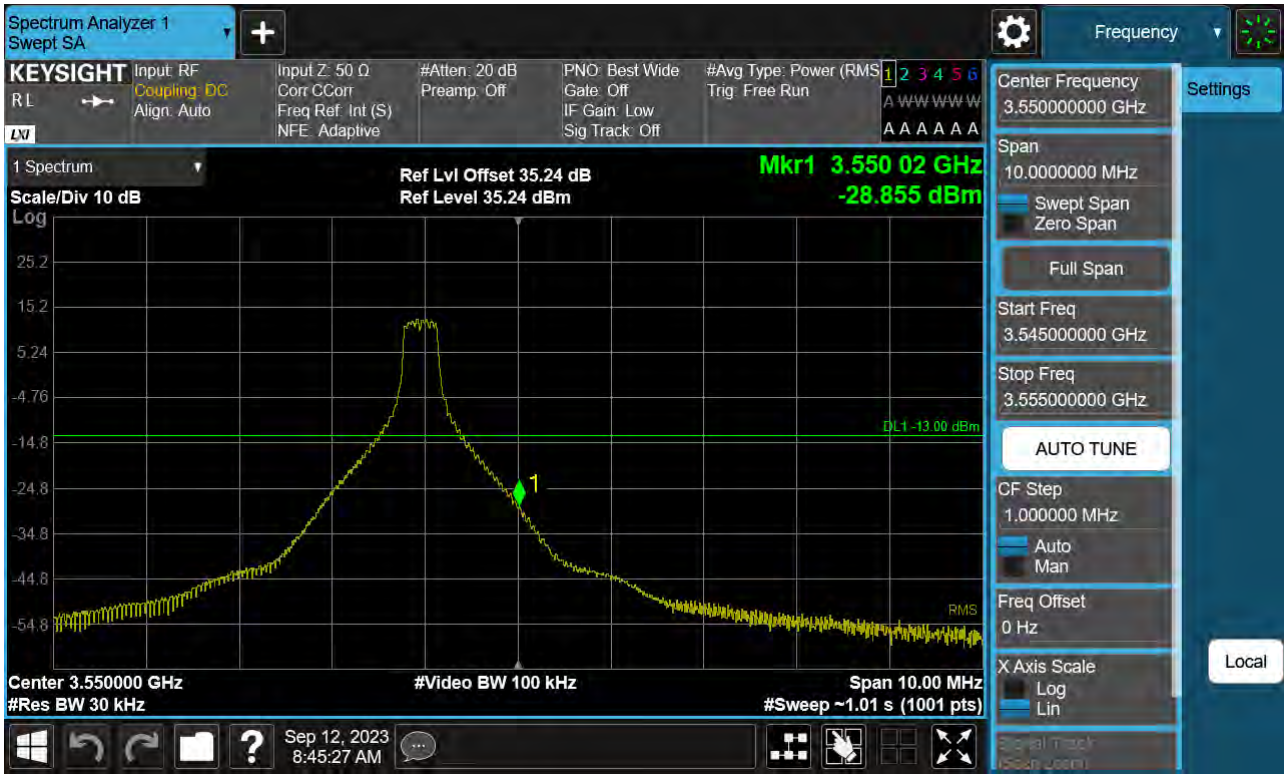 Spectrum Analyzer 1
Swept SA
+
Frequency
KEYSIGHT
RL
LXI
Input: RF
Coupling: DC
Align: Auto
Input Z: 50 Ω
Corr CCorr
Freq Ref: Int (S)
NFE: Adaptive
#Atten: 20 dB
Preamp: Off
PNO: Best Wide
Gate: Off
IF Gain: Low
Sig Track: Off
#Avg Type: Power (RMS
Trig: Free Run
1 2 3 4 5 6
A W W W W W
A A A A A A
1 Spectrum
Scale/Div 10 dB
Log
Ref Lvl Offset 35.24 dB
Ref Level 35.24 dBm
Mkr1 3.550 02 GHz
-28.855 dBm
25.2
15.2
5.24
-4.76
-14.8
-24.8
-34.8
-44.8
-54.8
DL1 -13.00 dBm
1
RMS
Center 3.550000 GHz
#Res BW 30 kHz
#Video BW 100 kHz
Span 10.00 MHz
#Sweep ~1.01 s (1001 pts)
Center Frequency
3.550000000 GHz
Settings
Span
10.0000000 MHz
Swept Span
Zero Span
Full Span
Start Freq
3.545000000 GHz
Stop Freq
3.555000000 GHz
AUTO TUNE
CF Step
1.000000 MHz
Auto
Man
Freq Offset
0 Hz
X Axis Scale
Log
Lin
Local
Signal Track
(Span Zoom)
?
Sep 12, 2023
8:45:27 AM